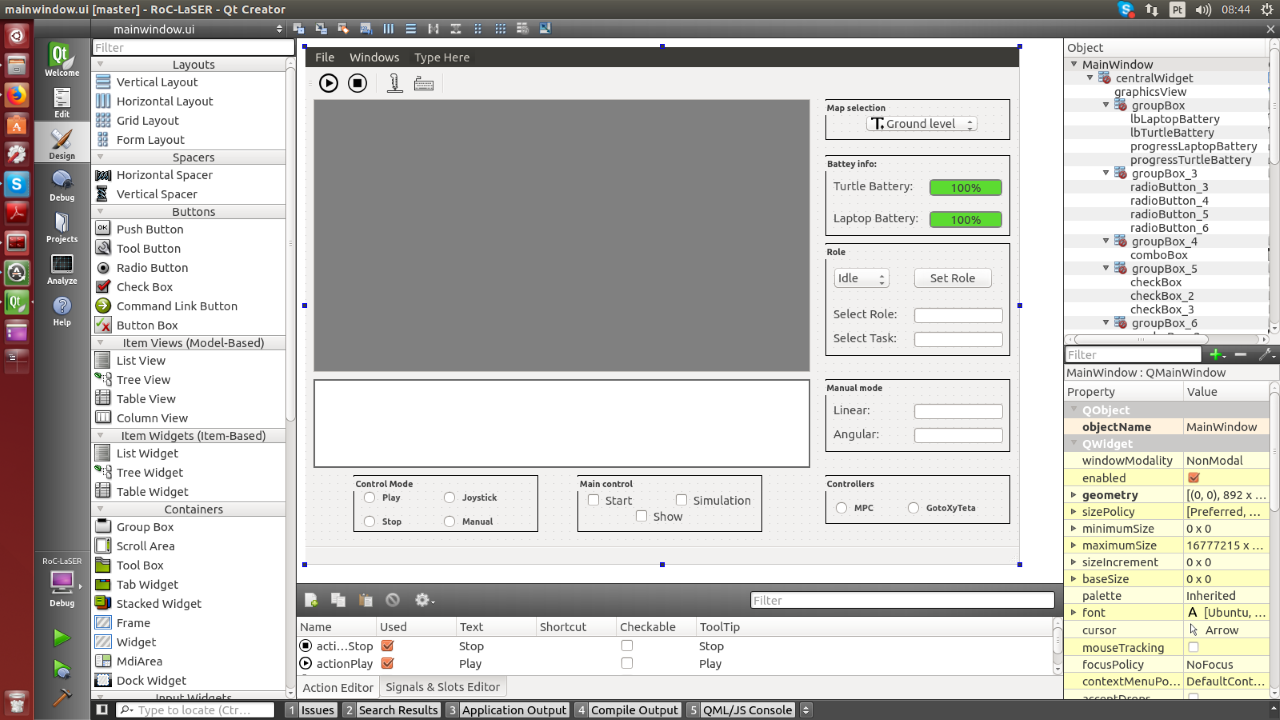 mainwindow.ui [master] - RoC-LaSER - Qt Creator
Pt
08:44
mainwindow.ui
Welcome
Edit
Design
Debug
Projects
Analyze
Help
RoC-LaSER
Debug
Filter
Layouts
Vertical Layout
Horizontal Layout
Grid Layout
Form Layout
Spacers
Horizontal Spacer
Vertical Spacer
Buttons
Push Button
Tool Button
Radio Button
Check Box
Command Link Button
Button Box
Item Views (Model-Based)
List View
Tree View
Table View
Column View
Item Widgets (Item-Based)
List Widget
Tree Widget
Table Widget
Containers
Group Box
Scroll Area
Tool Box
Tab Widget
Stacked Widget
Frame
Widget
MdiArea
Dock Widget
Input Widgets
File Windows Type Here
Map selection
Ground level
Battey info:
Turtle Battery: 100%
Laptop Battery: 100%
Role
Idle Set Role
Select Role:
Select Task:
Manual mode
Linear:
Angular:
Control Mode
Play Joystick
Stop Manual
Main control
Start Simulation
Show
Controllers
MPC GotoXyTeta
Filter
Name Used Text Shortcut Checkable ToolTip
acti...Stop Stop Stop
actionPlay Play Play
Action Editor Signals & Slots Editor
Object
MainWindow
centralWidget
graphicsView
groupBox
lbLaptopBattery
lbTurtleBattery
progressLaptopBattery
progressTurtleBattery
groupBox_3
radioButton_3
radioButton_4
radioButton_5
radioButton_6
groupBox_4
comboBox
groupBox_5
checkBox
checkBox_2
checkBox_3
groupBox_6
Filter
MainWindow : QMainWindow
Property Value
QObject
objectName MainWindow
QWidget
windowModality NonModal
enabled
geometry [(0, 0), 892 x ...
sizePolicy [Preferred, ...
minimumSize 0 x 0
maximumSize 16777215 x ...
sizeIncrement 0 x 0
baseSize 0 x 0
palette Inherited
font A [Ubuntu, ...
cursor Arrow
mouseTracking
focusPolicy NoFocus
contextMenuPo... DefaultCont...
acceptDrops
Type to locate (Ctr...
1 Issues 2 Search Results 3 Application Output 4 Compile Output 5 QML/JS Console